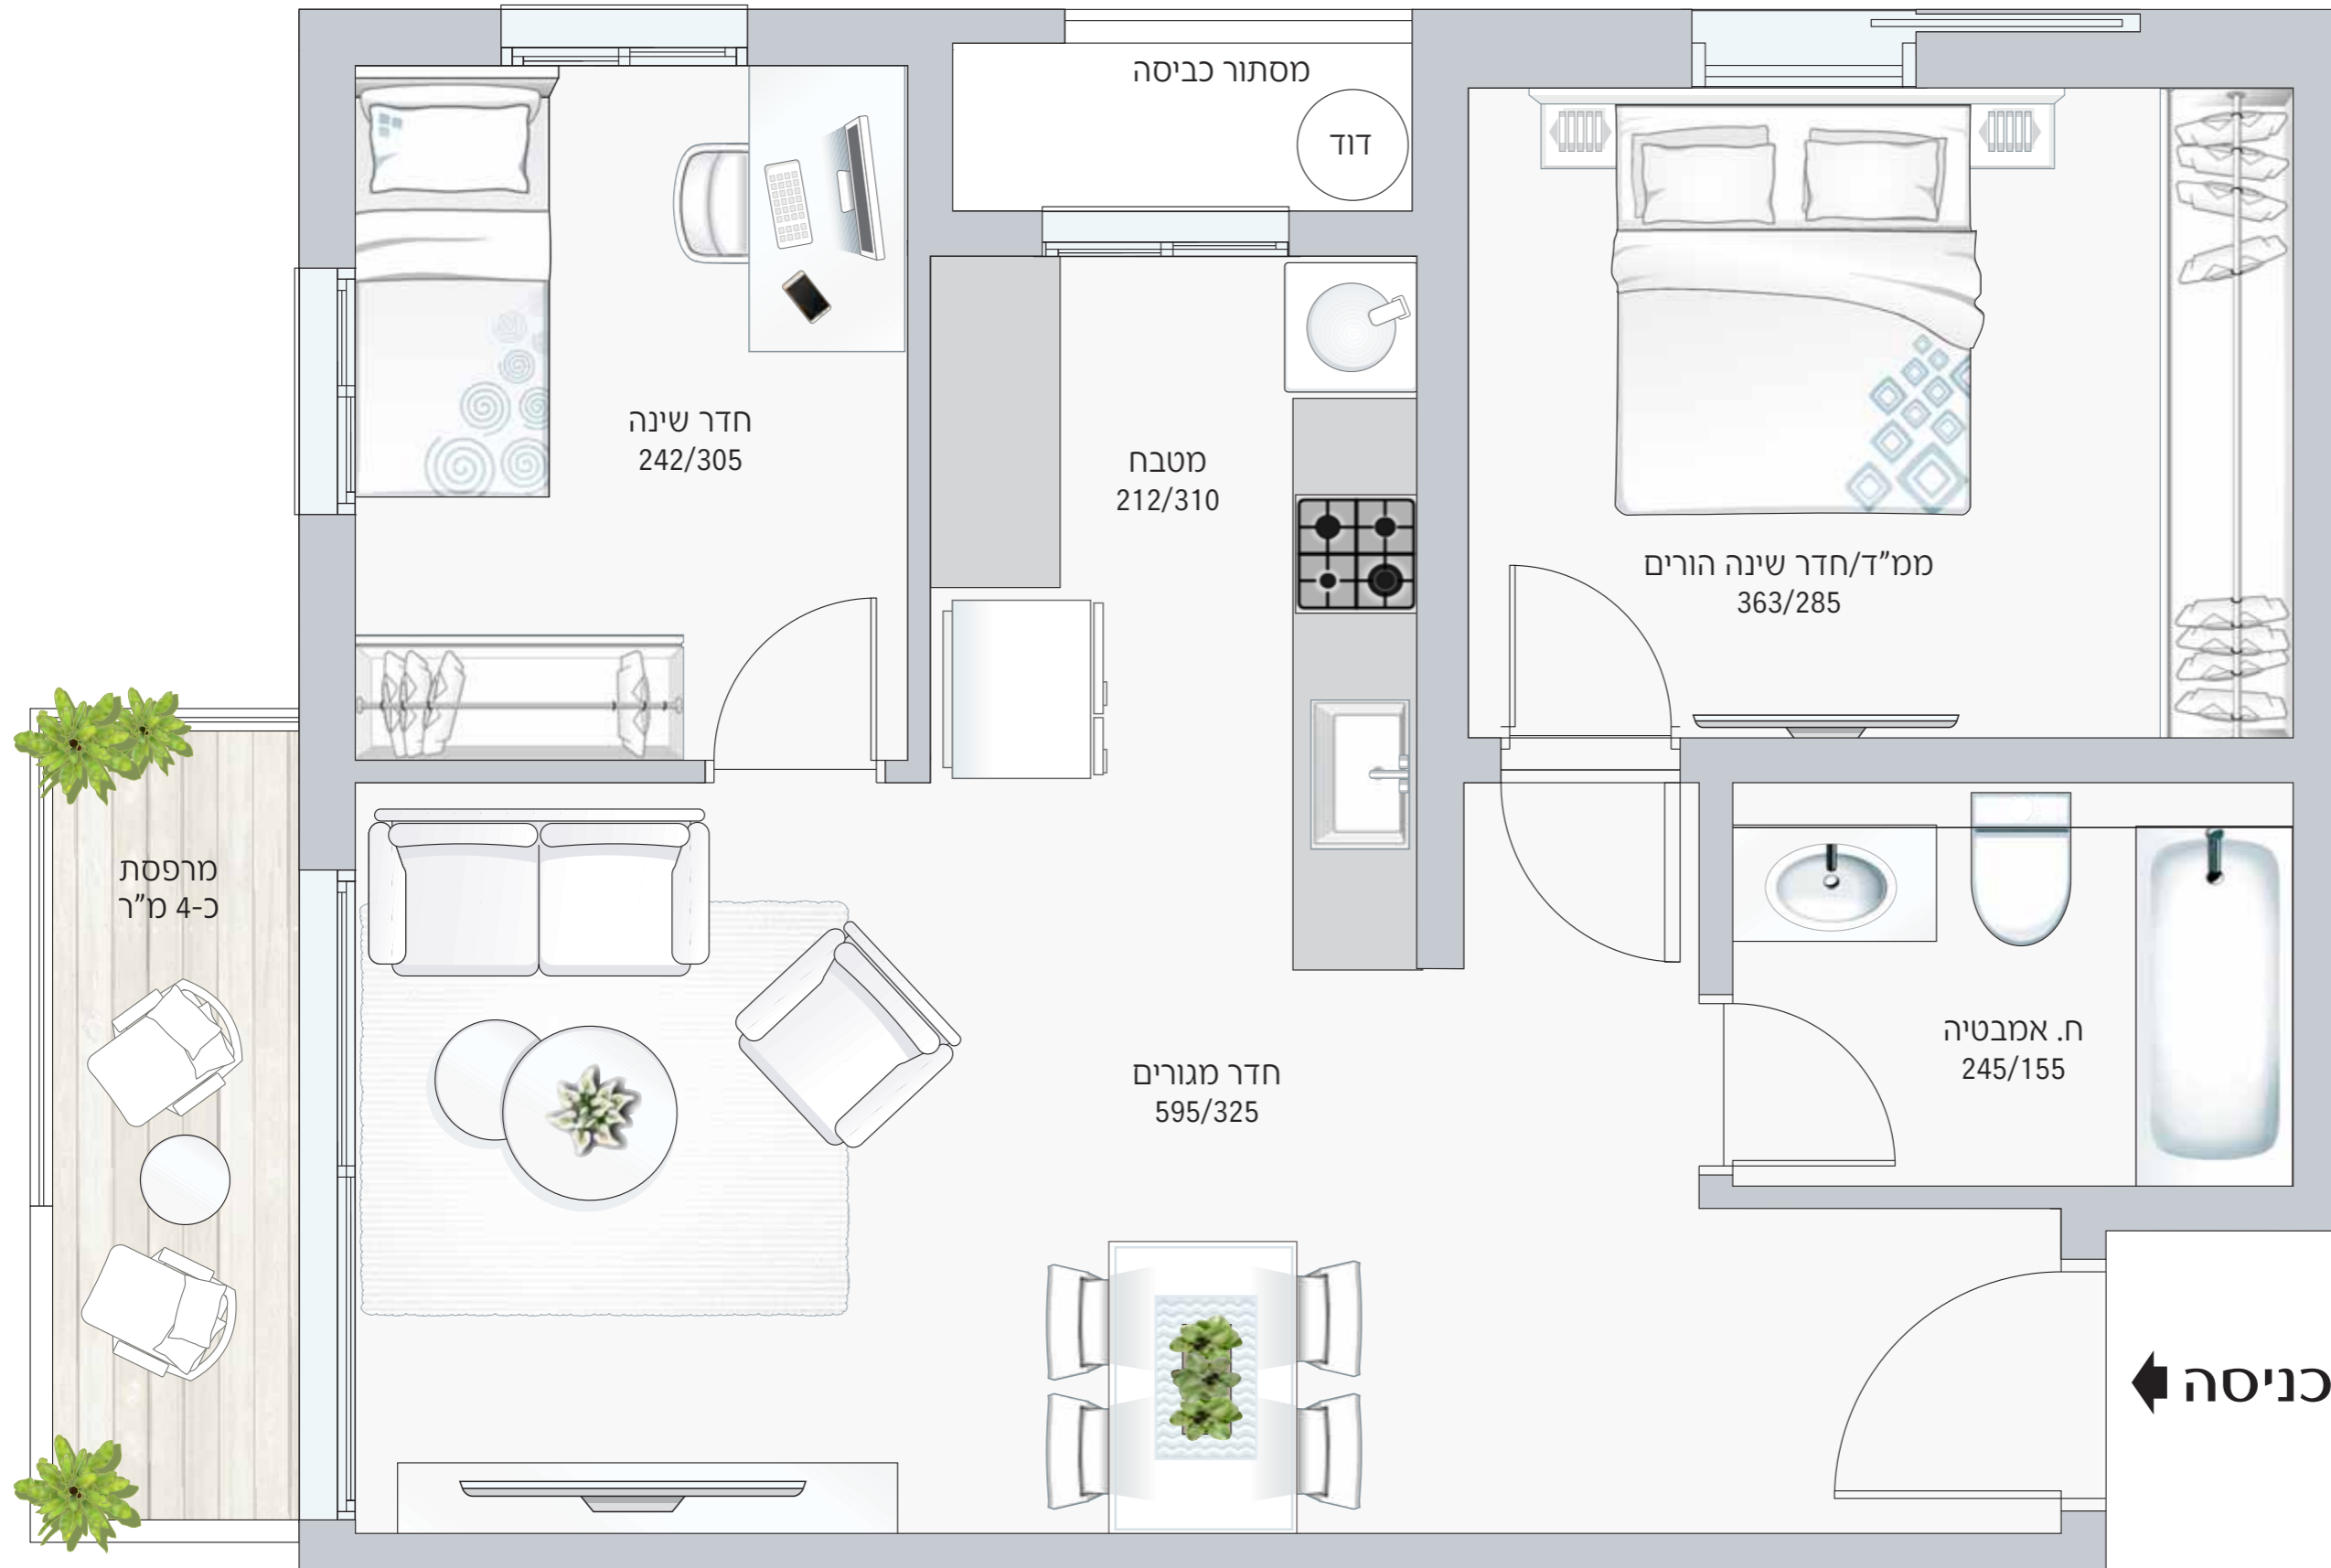 מסתור כביסה
דוד
חדר שינה
242/305
מטבח
212/310
ממ"ד/חדר שינה הורים
363/285
מרפסת
כ-4 מ"ר
ח. אמבטיה
245/155
חדר מגורים
595/325
כניסה